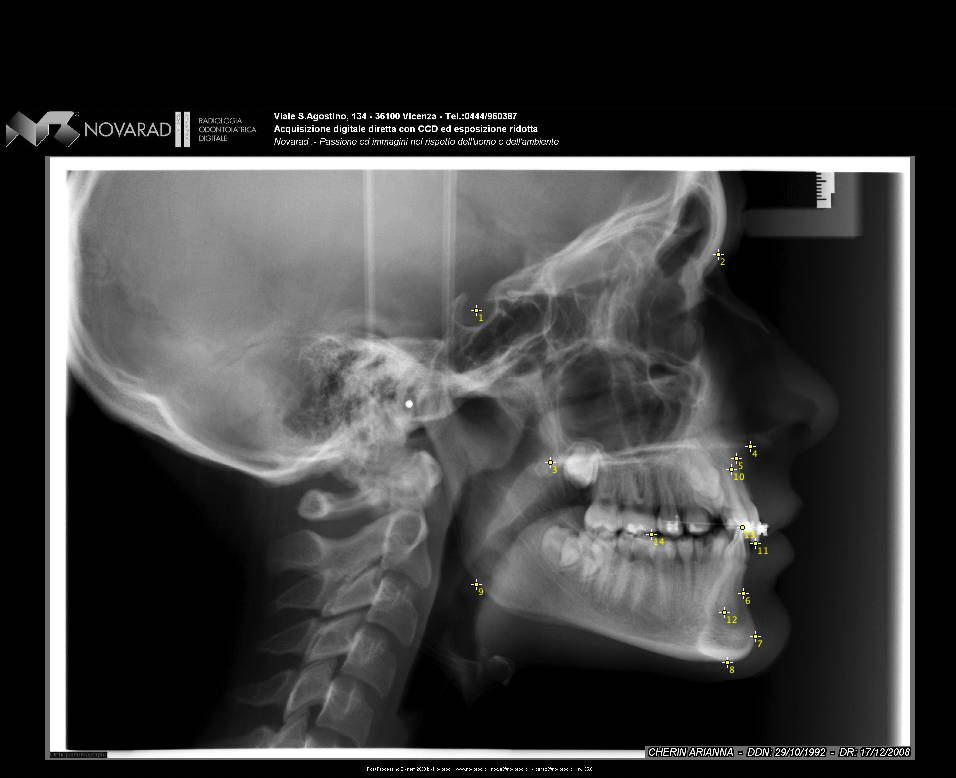 NOVARAD
RADIOLOGIA
ODONTOIATRICA
DIGITALE
Viale S.Agostino, 134 - 36100 Vicenza - Tel.:0444/960367
Acquisizione digitale diretta con CCD ed esposizione ridotta
Novarad .- Passione ed immagini nel rispetto dell'uomo e dell'ambiente
2
1
4
3
5
10
14
11
9
6
12
7
8
CHERIN ARIANNA - DDN: 29/10/1992 - DR: 17/12/2008